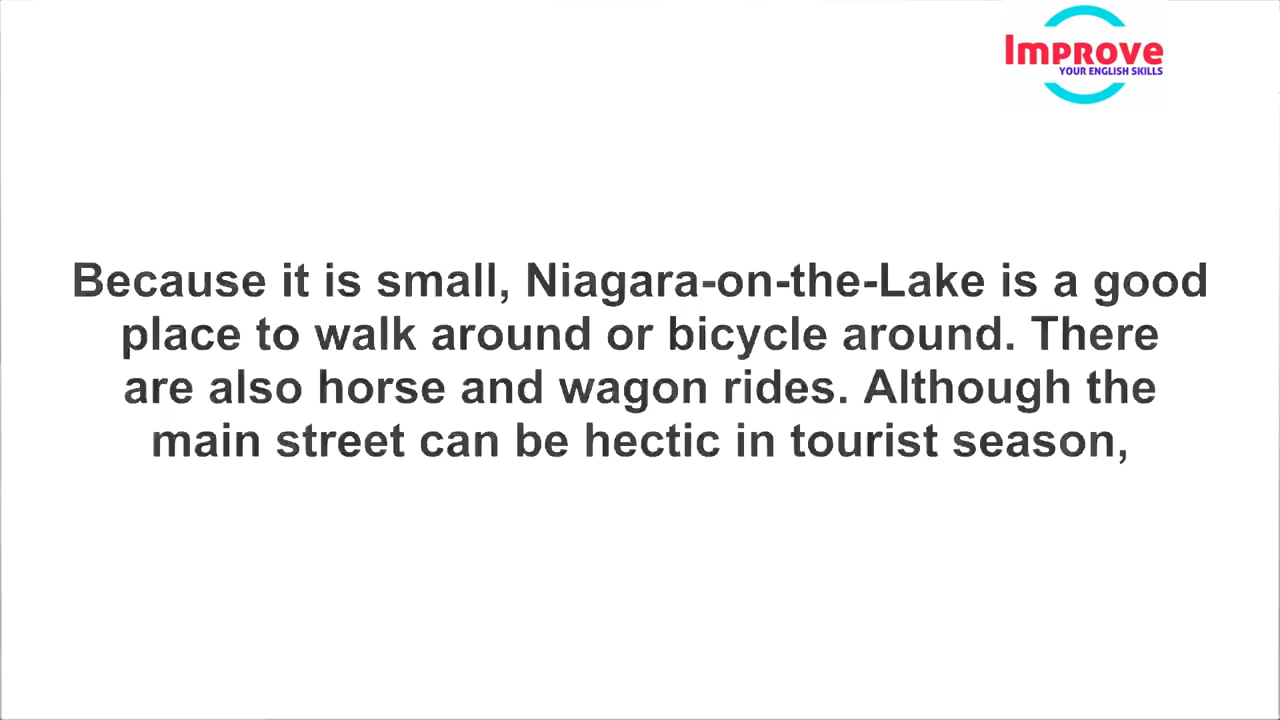 Improve
YOUR ENGLISH SKILLS
Because it is small, Niagara-on-the-Lake is a good
place to walk around or bicycle around. There
are also horse and wagon rides. Although the
main street can be hectic in tourist season,